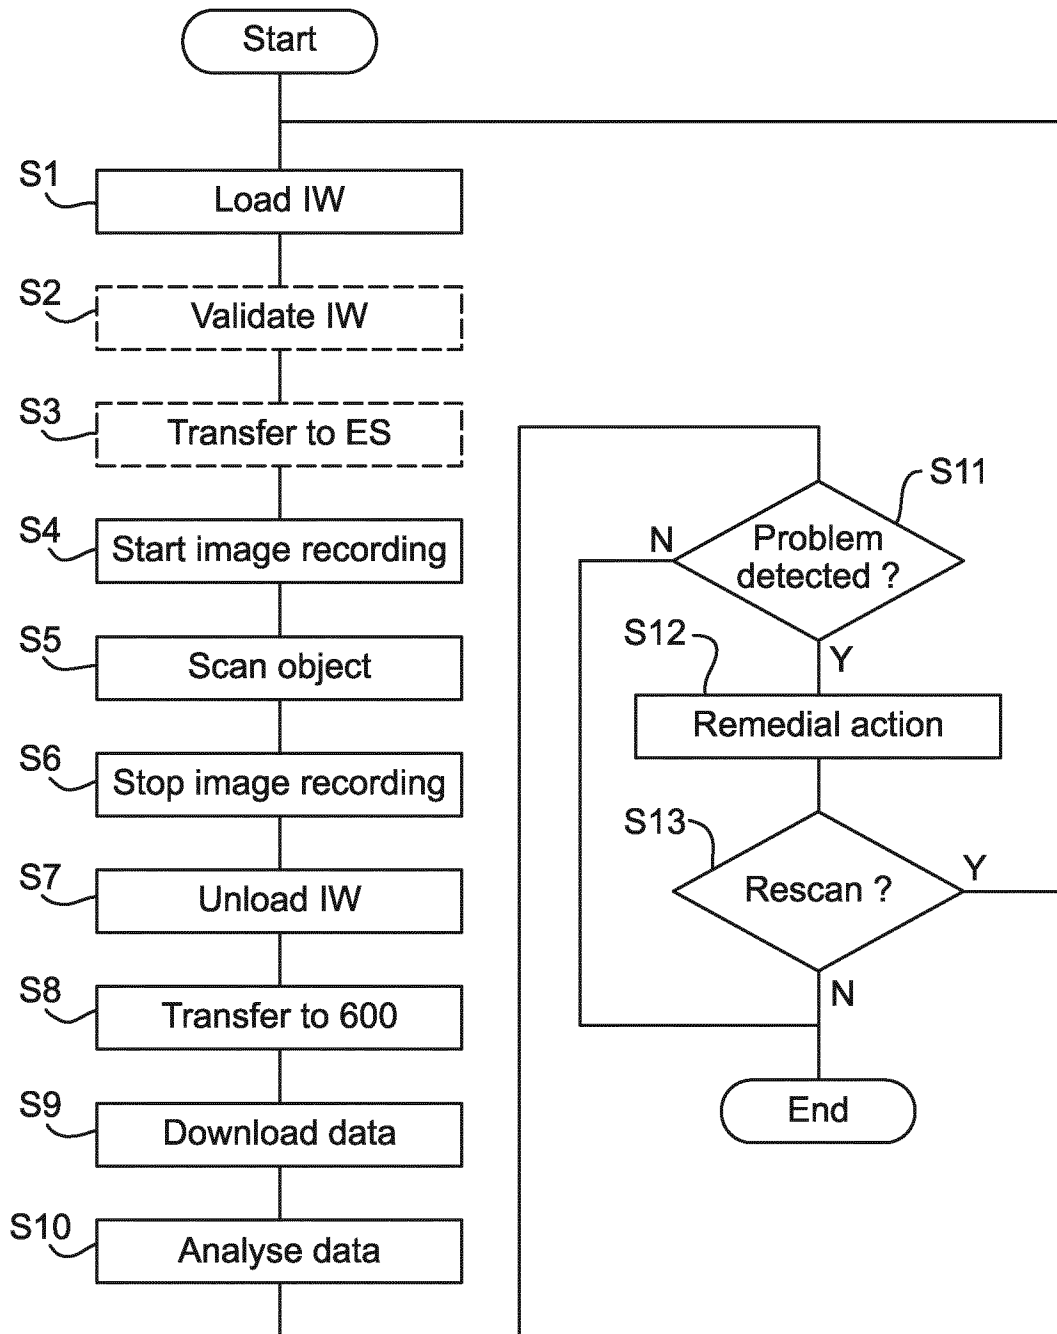 Start
S1
Load IW
S2
Validate IW
S3
Transfer to ES
S4
Start image recording
S5
Scan object
S6
Stop image recording
S7
Unload IW
S8
Transfer to 600
S9
Download data
S10
Analyse data
S11
Problem
detected ?
N
Y
S12
Remedial action
S13
Rescan ?
Y
N
End